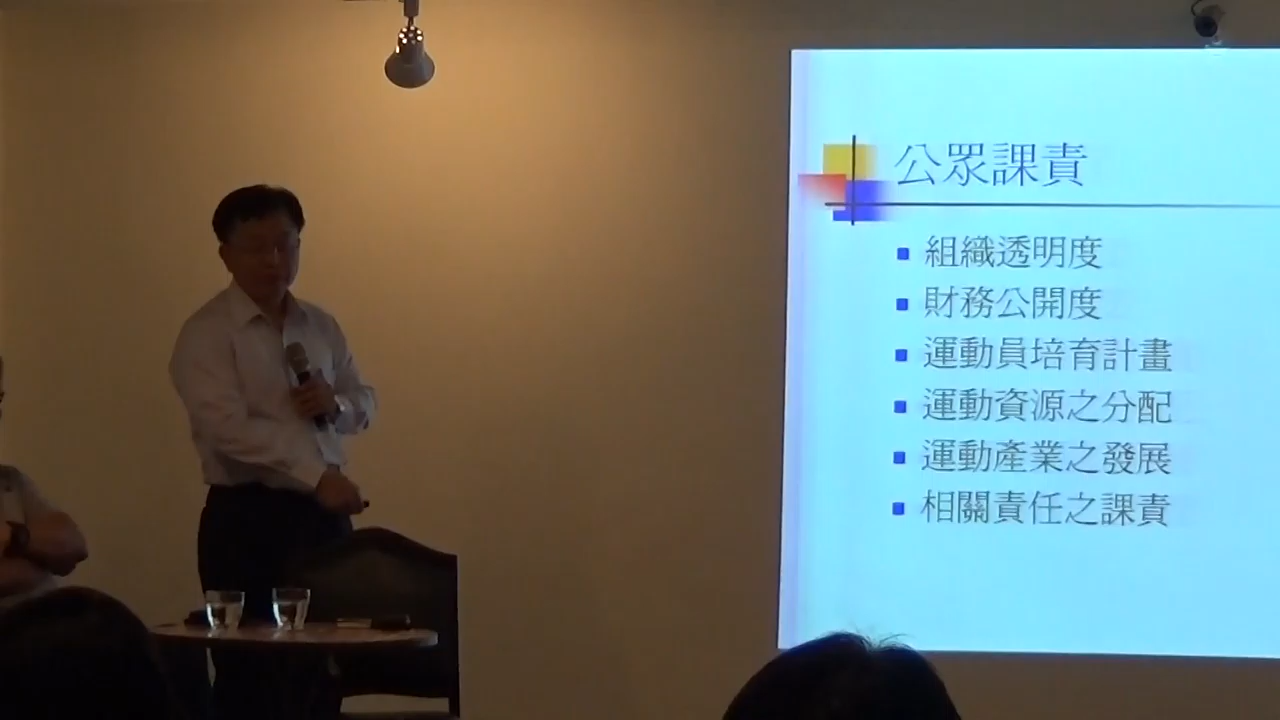 公眾課責
組織透明度
財務公開度
運動員培育計畫
運動資源之分配
運動產業之發展
相關責任之課責